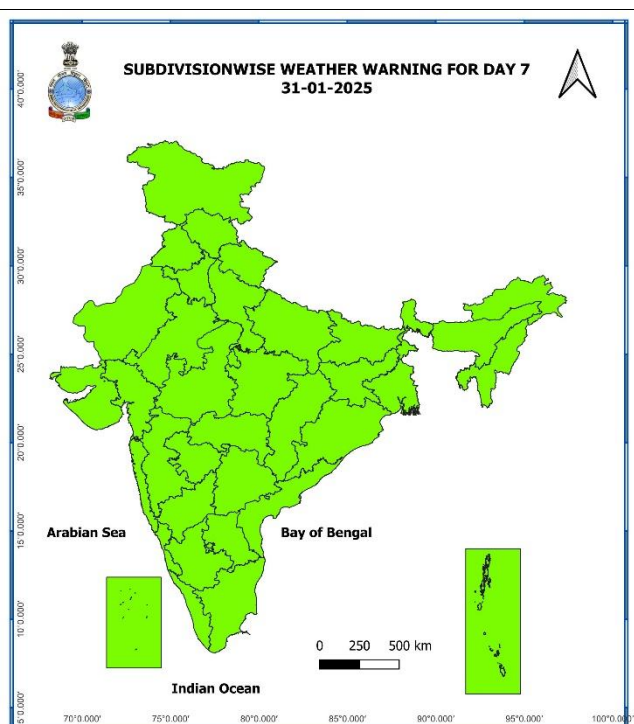 SUBDIVISIONWISE WEATHER WARNING FOR DAY 7
31-01-2025
40°0.000'
35°0.000'
30°0.000'
25°0.000'
20°0.000'
15°0.000'
10°0.000'
5°0.000'
Arabian Sea
Bay of Bengal
0 250 500 km
Indian Ocean
70°0.000' 75°0.000' 80°0.000' 85°0.000' 90°0.000' 95°0.000' 100°0.000'